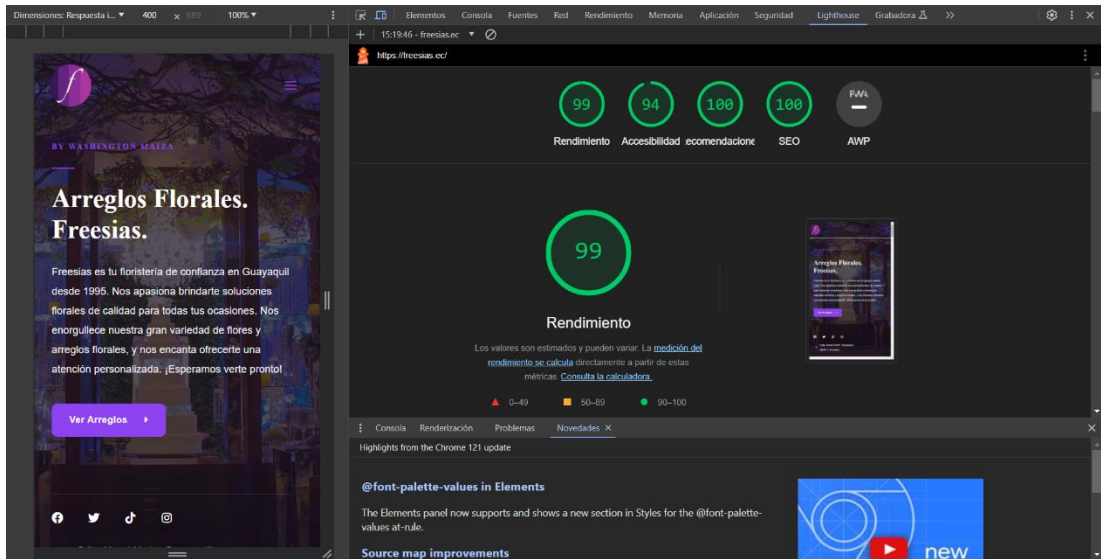 Dimensiones: Respuesta i... ▼ 400 × 689 100% ▼
Elementos Consola Fuentes Red Rendimiento Memoria Aplicación Seguridad Lighthouse Grabadora »
+ 15:19:46 - freesias.ec ▼
https://freesias.ec/
f
BY WASHINGTON MAIZA
Arreglos Florales.
Freesias.
Freesias es tu floristería de confianza en Guayaquil
desde 1995. Nos apasiona brindarte soluciones
florales de calidad para todas tus ocasiones. Nos
enorgullece nuestra gran variedad de flores y
arreglos florales, y nos encanta ofrecerte una
atención personalizada. ¡Esperamos verte pronto!
Ver Arreglos
99 94 100 100 PWA
Rendimiento Accesibilidad ecomendacione SEO AWP
99
Rendimiento
Los valores son estimados y pueden variar. La medición del
rendimiento se calcula directamente a partir de estas
métricas. Consulta la calculadora.
0–49 50–89 90–100
Arreglos Florales.
Freesias.
Ver Arreglos
Consola Renderización Problemas Novedades ×
Highlights from the Chrome 121 update
@font-palette-values in Elements
The Elements panel now supports and shows a new section in Styles for the @font-palette-
values at-rule.
Source map improvements
new